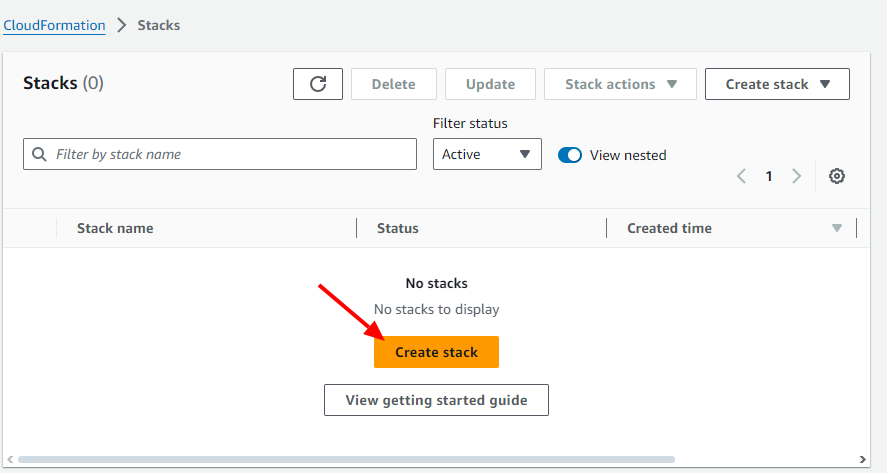 CloudFormation > Stacks
Stacks (0)
Delete
Update
Stack actions
Create stack
Filter status
Filter by stack name
Active
View nested
1
Stack name
Status
Created time
No stacks
No stacks to display
Create stack
View getting started guide